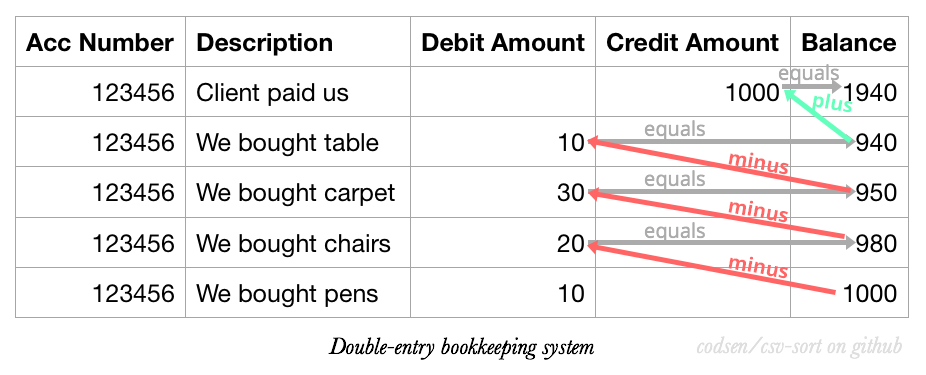 Acc Number Description Debit Amount Credit Amount Balance
equals
123456 Client paid us 1000 1940
plus
equals
123456 We bought table 10 940
minus
equals
123456 We bought carpet 30 950
minus
equals
123456 We bought chairs 20 980
minus
123456 We bought pens 10 1000
Double-entry bookkeeping system codsen/csv-sort on github